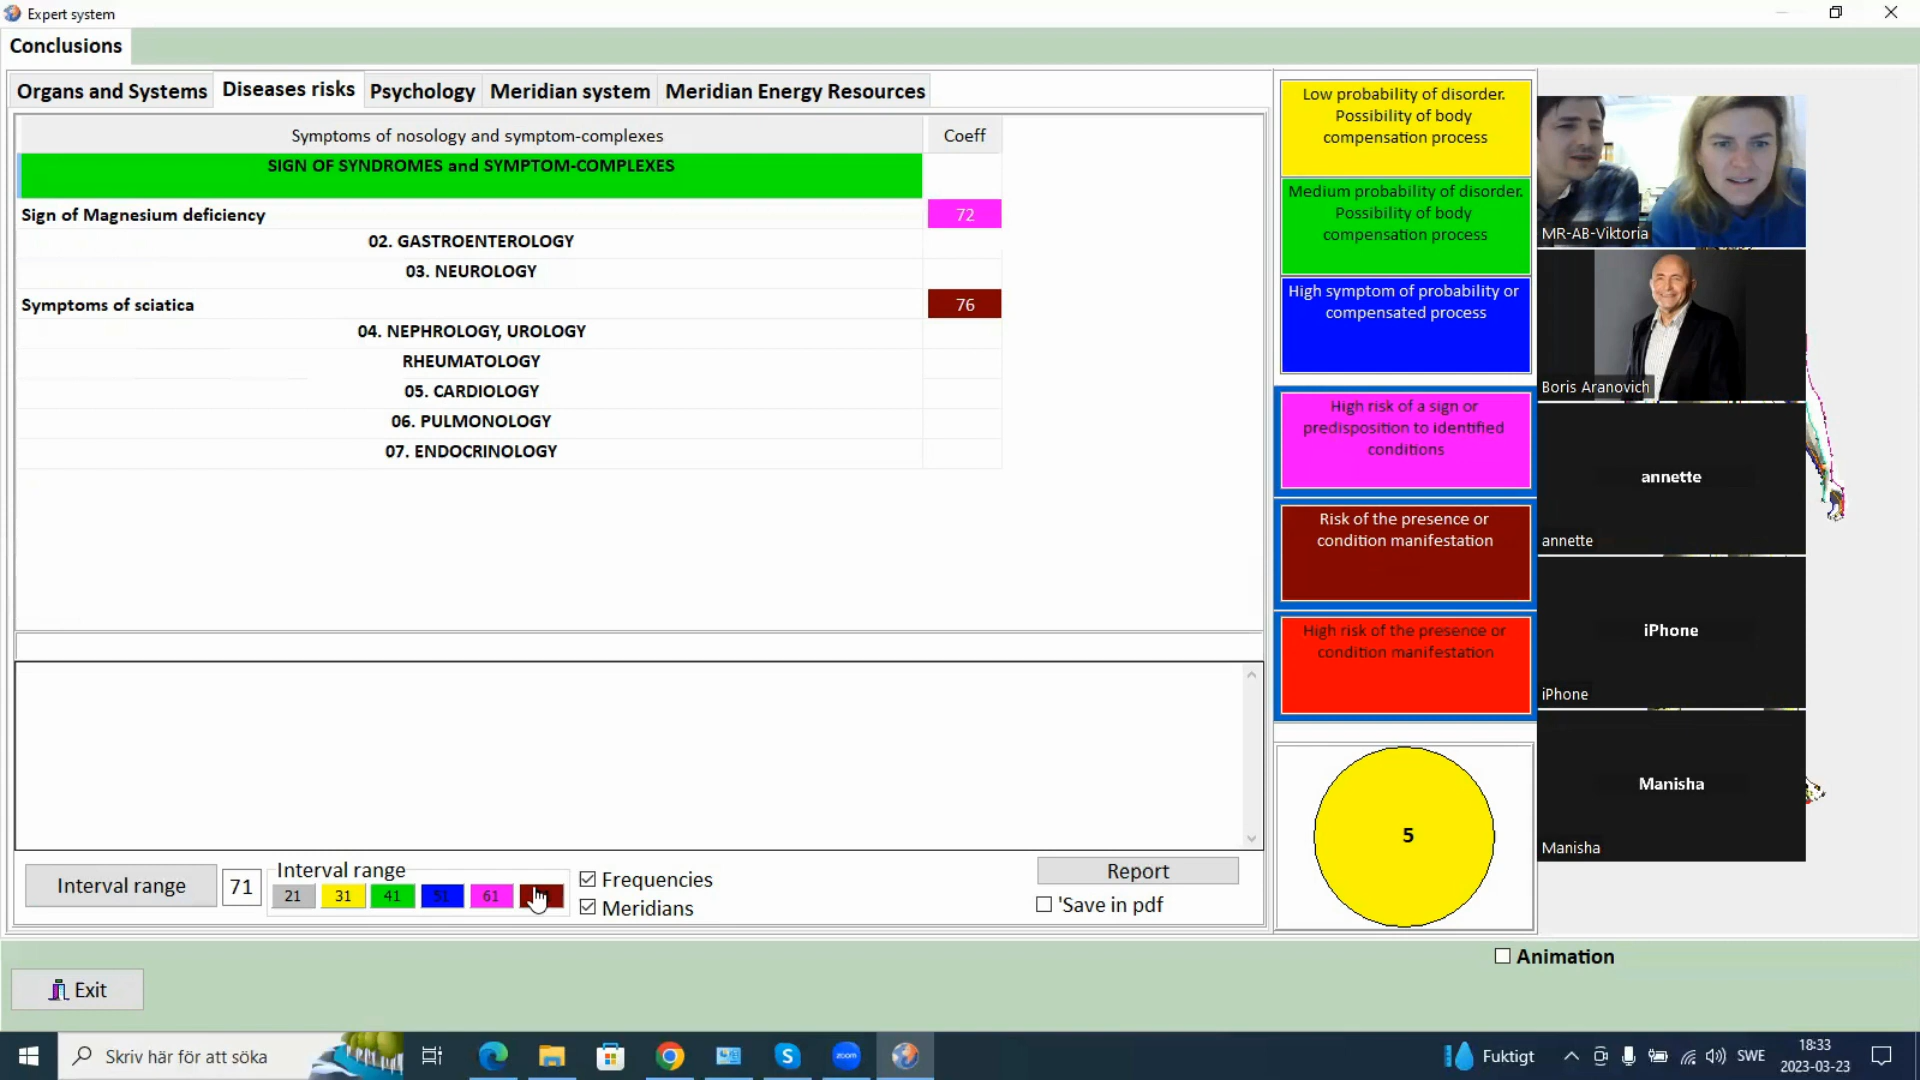 Expert system
Conclusions
Organs and Systems
Diseases risks
Psychology
Meridian system
Meridian Energy Resources
Symptoms of nosology and symptom-complexes
Coeff
SIGN OF SYNDROMES and SYMPTOM-COMPLEXES
Sign of Magnesium deficiency
72
02. GASTROENTEROLOGY
03. NEUROLOGY
Symptoms of sciatica
76
04. NEPHROLOGY, UROLOGY
RHEUMATOLOGY
05. CARDIOLOGY
06. PULMONOLOGY
07. ENDOCRINOLOGY
Low probability of disorder.
Possibility of body
compensation process
Medium probability of disorder.
Possibility of body
compensation process
High symptom of probability or
compensated process
High risk of a sign or
predisposition to identified
conditions
Risk of the presence or
condition manifestation
High risk of the presence or
condition manifestation
5
MR-AB-Viktoria
Boris Aranovich
annette
annette
iPhone
iPhone
Manisha
Manisha
Interval range
71
Interval range
21
31
41
51
61
Frequencies
Meridians
Report
'Save in pdf
Animation
Exit
Skriv här för att söka
zoom
Fuktigt
SWE
18:33
2023-03-23